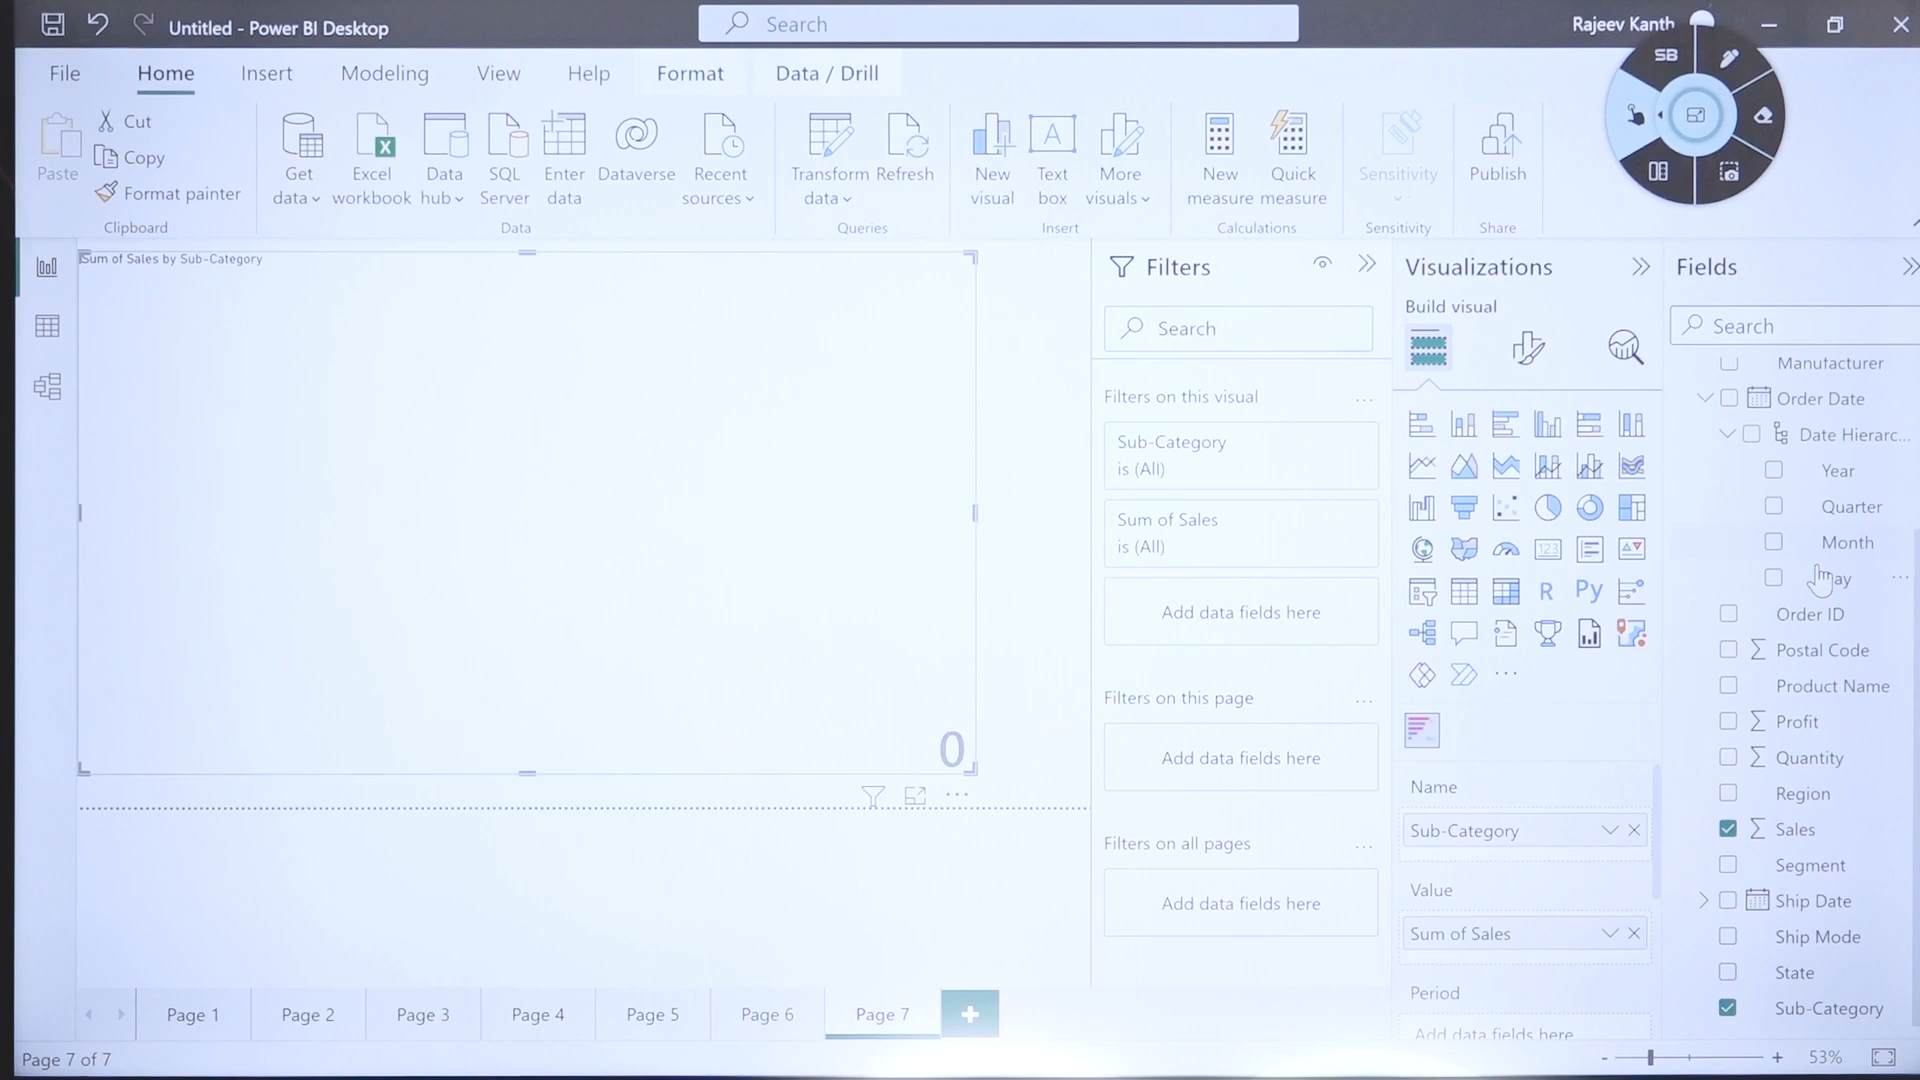 Untitled - Power BI Desktop
Search
Rajeev Kanth
SB
File
Home
Insert
Modeling
View
Help
Format
Data / Drill
Paste
Cut
Copy
Format painter
Clipboard
Get
data
Excel
workbook
Data
hub
SQL
Server
Enter
data
Dataverse
Recent
sources
Data
Transform
data
Refresh
Queries
New
visual
Text
box
More
visuals
Insert
New
measure
Quick
measure
Calculations
Sensitivity
Sensitivity
Publish
Share
Sum of Sales by Sub-Category
0
Filters
Search
Filters on this visual
Sub-Category
is (All)
Sum of Sales
is (All)
Add data fields here
Filters on this page
Add data fields here
Filters on all pages
Add data fields here
Visualizations
Build visual
123
R
Py
Name
Sub-Category
Value
Sum of Sales
Period
Add data fields here
Fields
Search
Manufacturer
Order Date
Date Hierarc...
Year
Quarter
Month
ay
Order ID
Postal Code
Product Name
Profit
Quantity
Region
Sales
Segment
Ship Date
Ship Mode
State
Sub-Category
Page 1
Page 2
Page 3
Page 4
Page 5
Page 6
Page 7
Page 7 of 7
53%